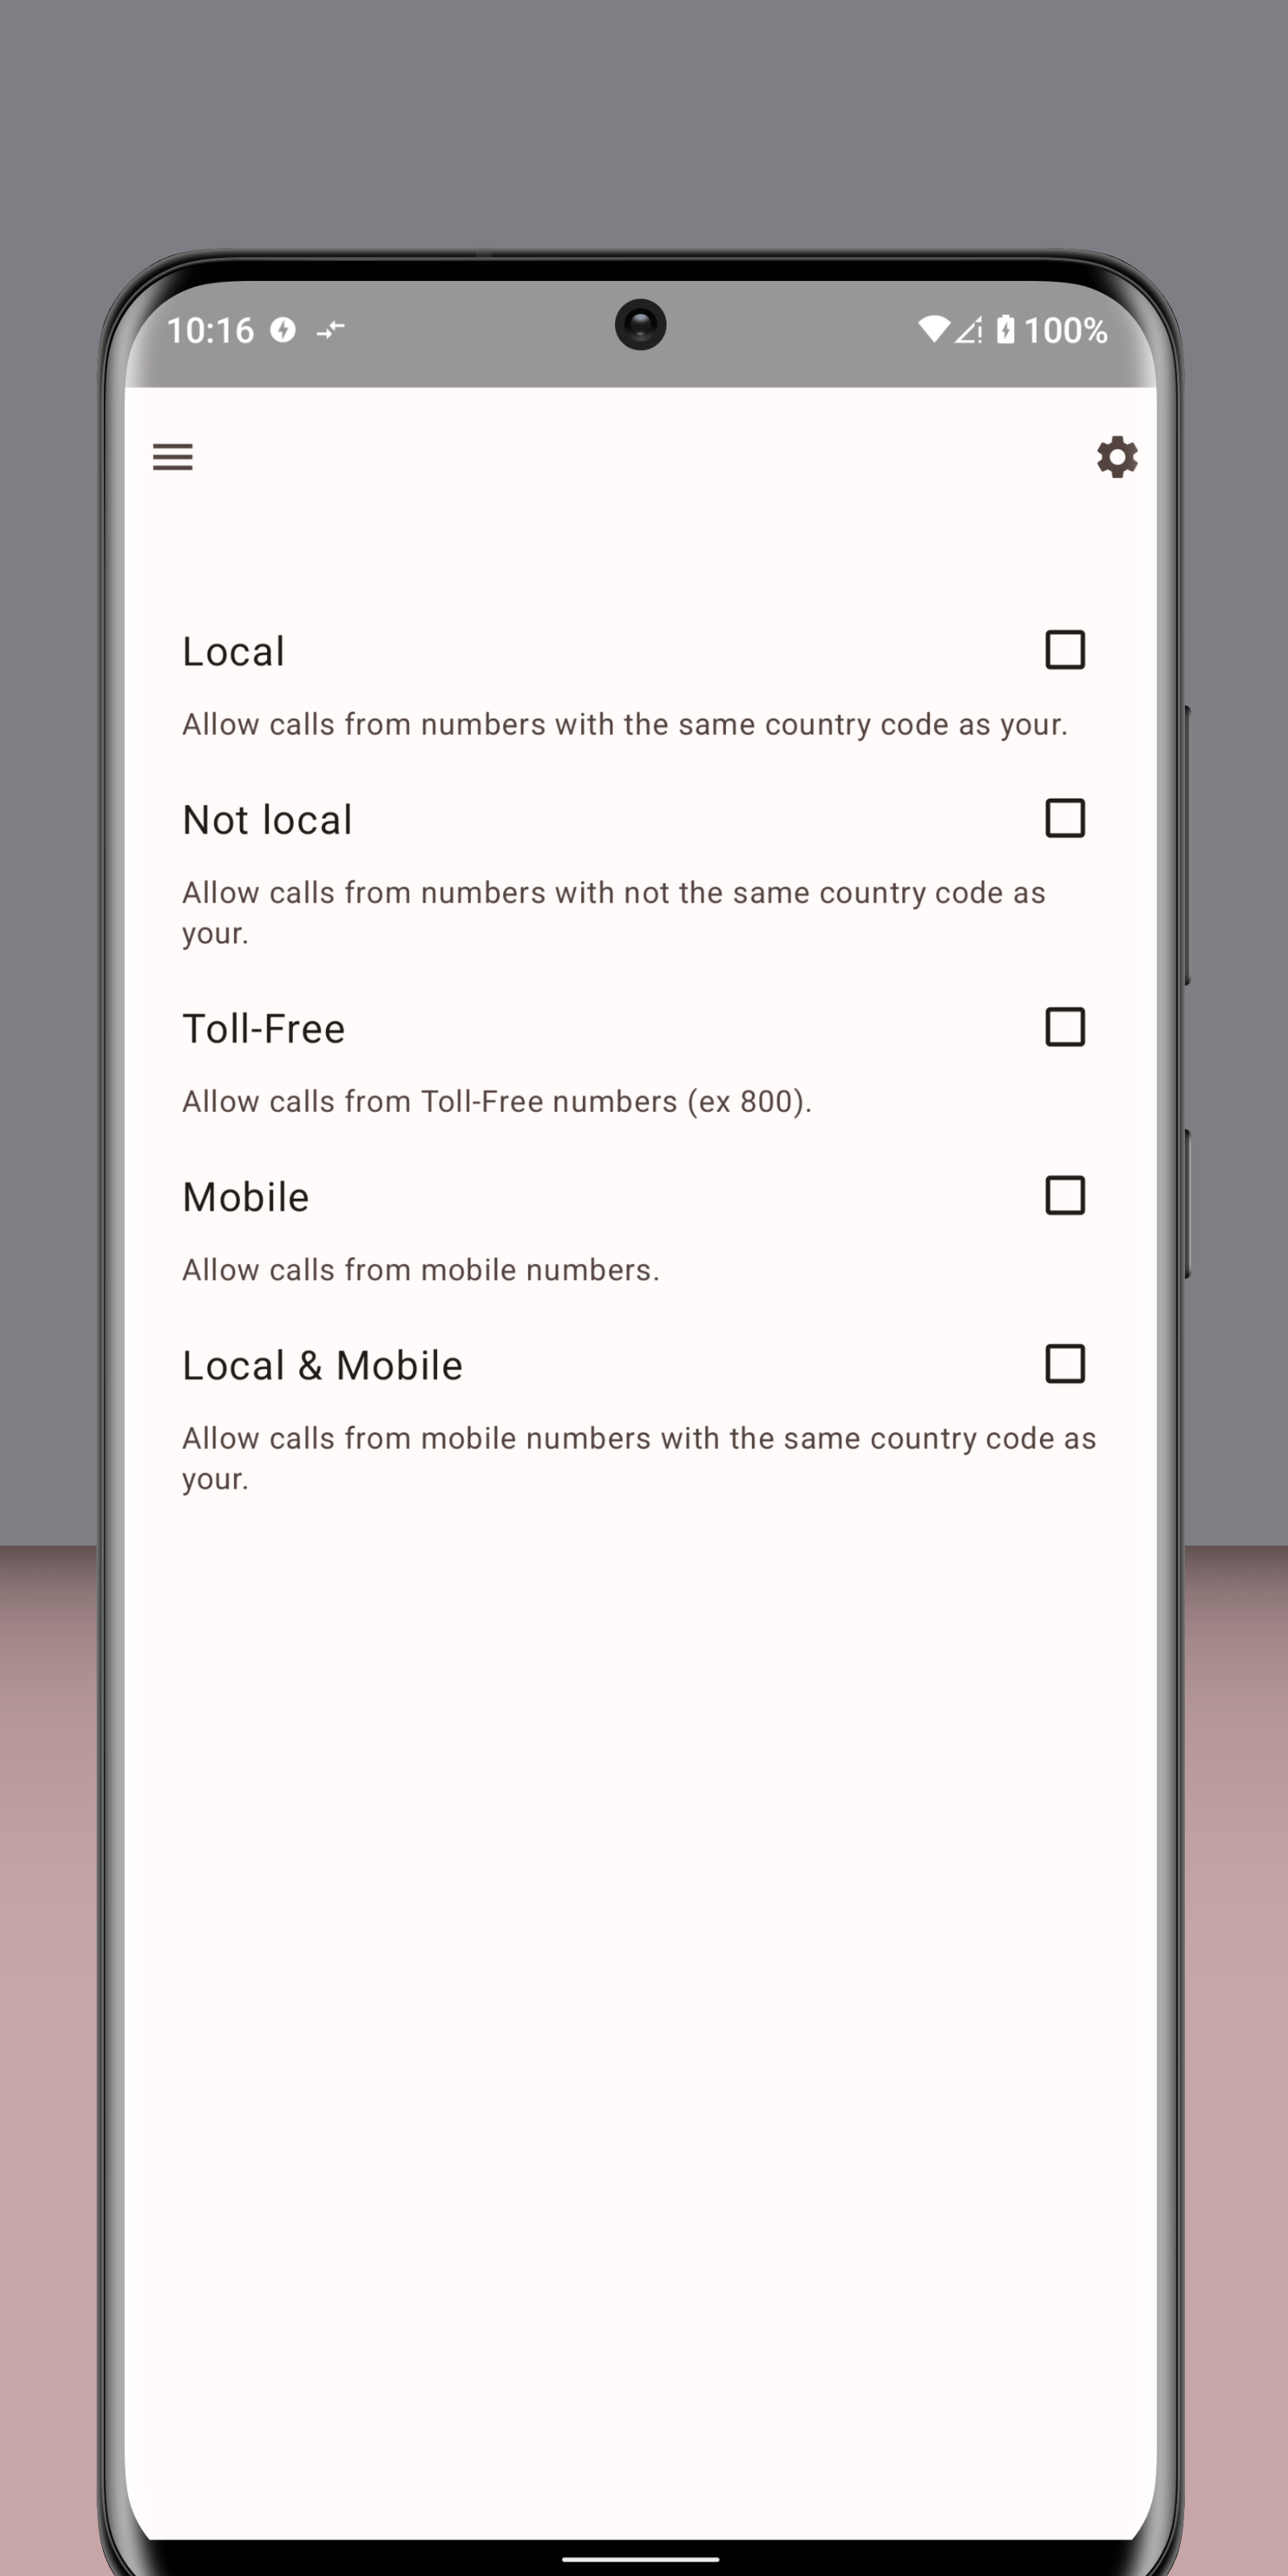 10:16
100%
Local
Allow calls from numbers with the same country code as your.
Not local
Allow calls from numbers with not the same country code as
your.
Toll-Free
Allow calls from Toll-Free numbers (ex 800).
Mobile
Allow calls from mobile numbers.
Local & Mobile
Allow calls from mobile numbers with the same country code as
your.